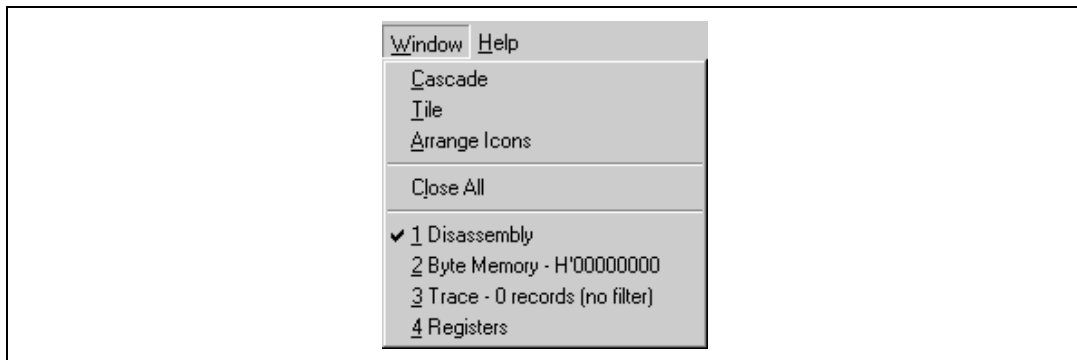 Window Help
Cascade
Tile
Arrange Icons
Close All
✔ 1 Disassembly
2 Byte Memory - H'00000000
3 Trace - 0 records (no filter)
4 Registers